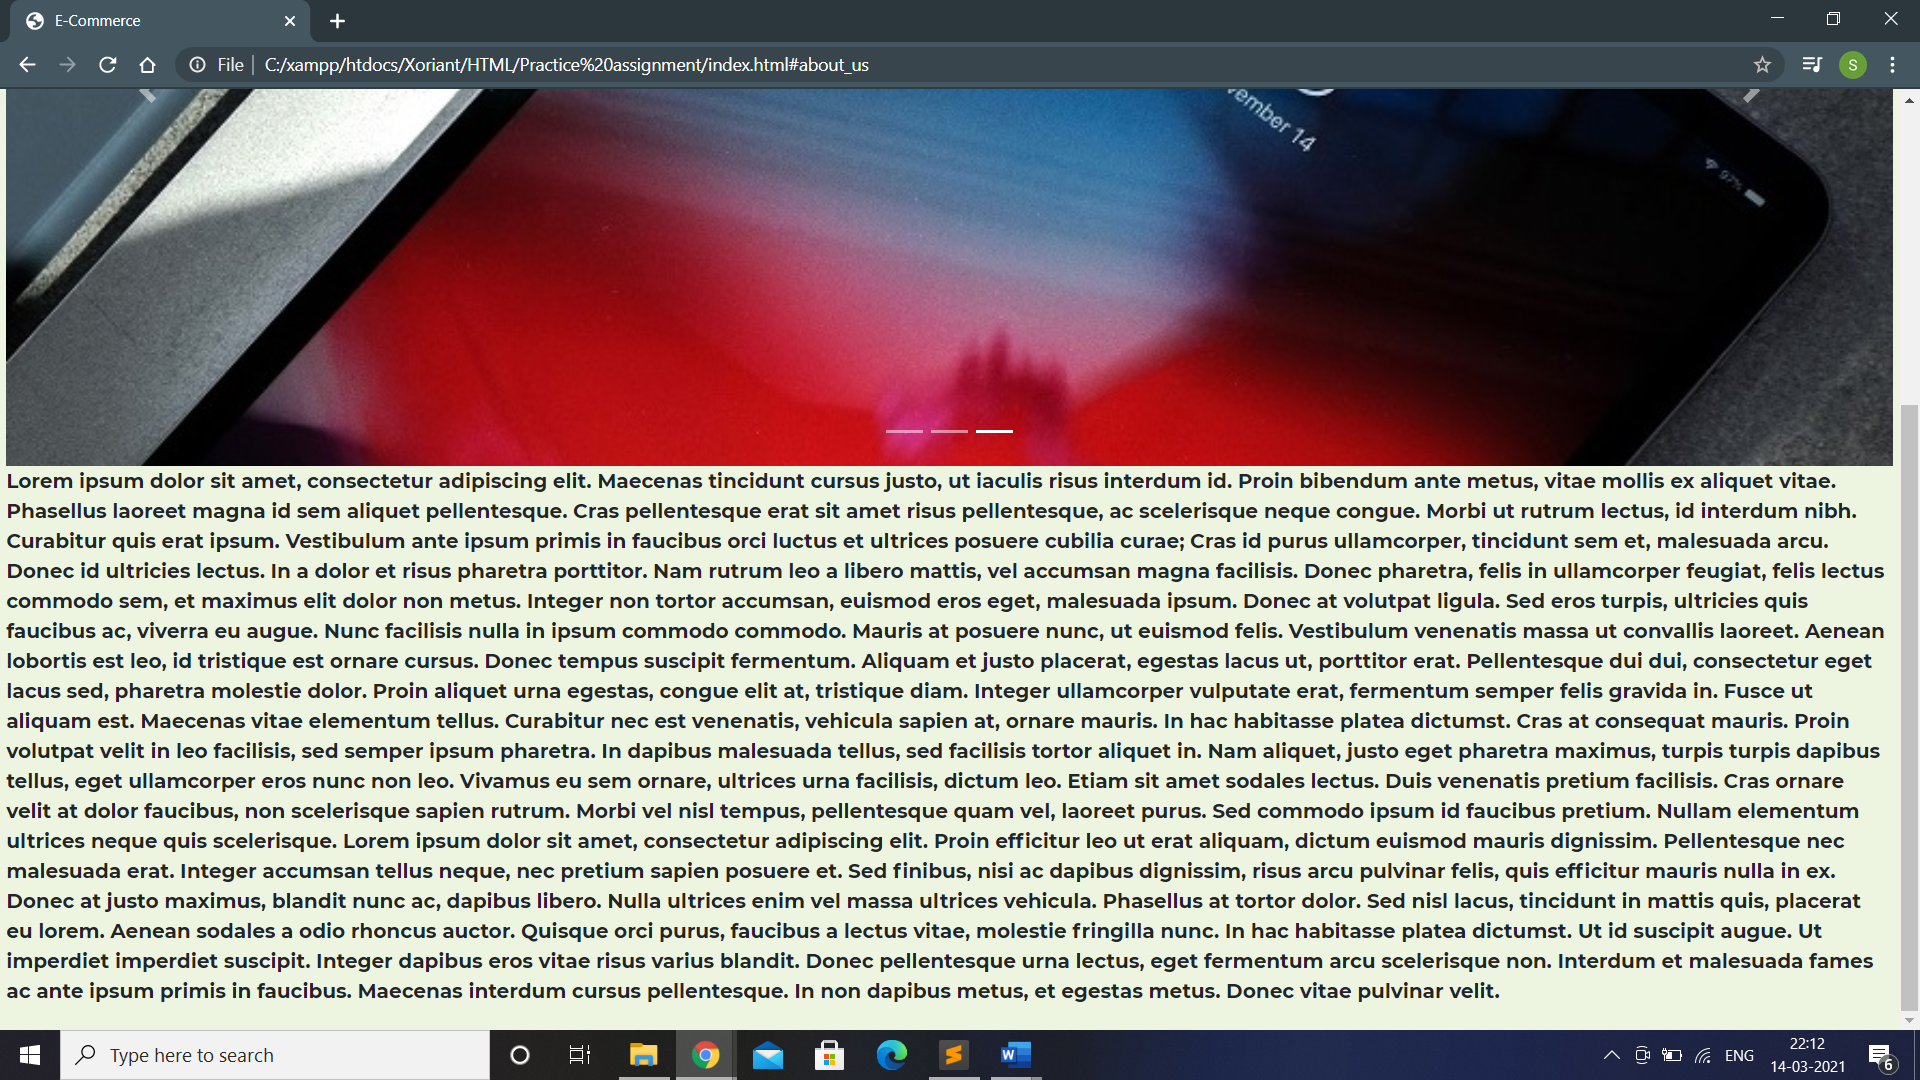 E-Commerce
File
C:/xampp/htdocs/Xoriant/HTML/Practice%20assignment/index.html#about_us
S
vember 14
97%
Lorem ipsum dolor sit amet, consectetur adipiscing elit. Maecenas tincidunt cursus justo, ut iaculis risus interdum id. Proin bibendum ante metus, vitae mollis ex aliquet vitae.
Phasellus laoreet magna id sem aliquet pellentesque. Cras pellentesque erat sit amet risus pellentesque, ac scelerisque neque congue. Morbi ut rutrum lectus, id interdum nibh.
Curabitur quis erat ipsum. Vestibulum ante ipsum primis in faucibus orci luctus et ultrices posuere cubilia curae; Cras id purus ullamcorper, tincidunt sem et, malesuada arcu.
Donec id ultricies lectus. In a dolor et risus pharetra porttitor. Nam rutrum leo a libero mattis, vel accumsan magna facilisis. Donec pharetra, felis in ullamcorper feugiat, felis lectus
commodo sem, et maximus elit dolor non metus. Integer non tortor accumsan, euismod eros eget, malesuada ipsum. Donec at volutpat ligula. Sed eros turpis, ultricies quis
faucibus ac, viverra eu augue. Nunc facilisis nulla in ipsum commodo commodo. Mauris at posuere nunc, ut euismod felis. Vestibulum venenatis massa ut convallis laoreet. Aenean
lobortis est leo, id tristique est ornare cursus. Donec tempus suscipit fermentum. Aliquam et justo placerat, egestas lacus ut, porttitor erat. Pellentesque dui dui, consectetur eget
lacus sed, pharetra molestie dolor. Proin aliquet urna egestas, congue elit at, tristique diam. Integer ullamcorper vulputate erat, fermentum semper felis gravida in. Fusce ut
aliquam est. Maecenas vitae elementum tellus. Curabitur nec est venenatis, vehicula sapien at, ornare mauris. In hac habitasse platea dictumst. Cras at consequat mauris. Proin
volutpat velit in leo facilisis, sed semper ipsum pharetra. In dapibus malesuada tellus, sed facilisis tortor aliquet in. Nam aliquet, justo eget pharetra maximus, turpis turpis dapibus
tellus, eget ullamcorper eros nunc non leo. Vivamus eu sem ornare, ultrices urna facilisis, dictum leo. Etiam sit amet sodales lectus. Duis venenatis pretium facilisis. Cras ornare
velit at dolor faucibus, non scelerisque sapien rutrum. Morbi vel nisl tempus, pellentesque quam vel, laoreet purus. Sed commodo ipsum id faucibus pretium. Nullam elementum
ultrices neque quis scelerisque. Lorem ipsum dolor sit amet, consectetur adipiscing elit. Proin efficitur leo ut erat aliquam, dictum euismod mauris dignissim. Pellentesque nec
malesuada erat. Integer accumsan tellus neque, nec pretium sapien posuere et. Sed finibus, nisi ac dapibus dignissim, risus arcu pulvinar felis, quis efficitur mauris nulla in ex.
Donec at justo maximus, blandit nunc ac, dapibus libero. Nulla ultrices enim vel massa ultrices vehicula. Phasellus at tortor dolor. Sed nisl lacus, tincidunt in mattis quis, placerat
eu lorem. Aenean sodales a odio rhoncus auctor. Quisque orci purus, faucibus a lectus vitae, molestie fringilla nunc. In hac habitasse platea dictumst. Ut id suscipit augue. Ut
imperdiet imperdiet suscipit. Integer dapibus eros vitae risus varius blandit. Donec pellentesque urna lectus, eget fermentum arcu scelerisque non. Interdum et malesuada fames
ac ante ipsum primis in faucibus. Maecenas interdum cursus pellentesque. In non dapibus metus, et egestas metus. Donec vitae pulvinar velit.
Type here to search
W
ENG
22:12
14-03-2021
6